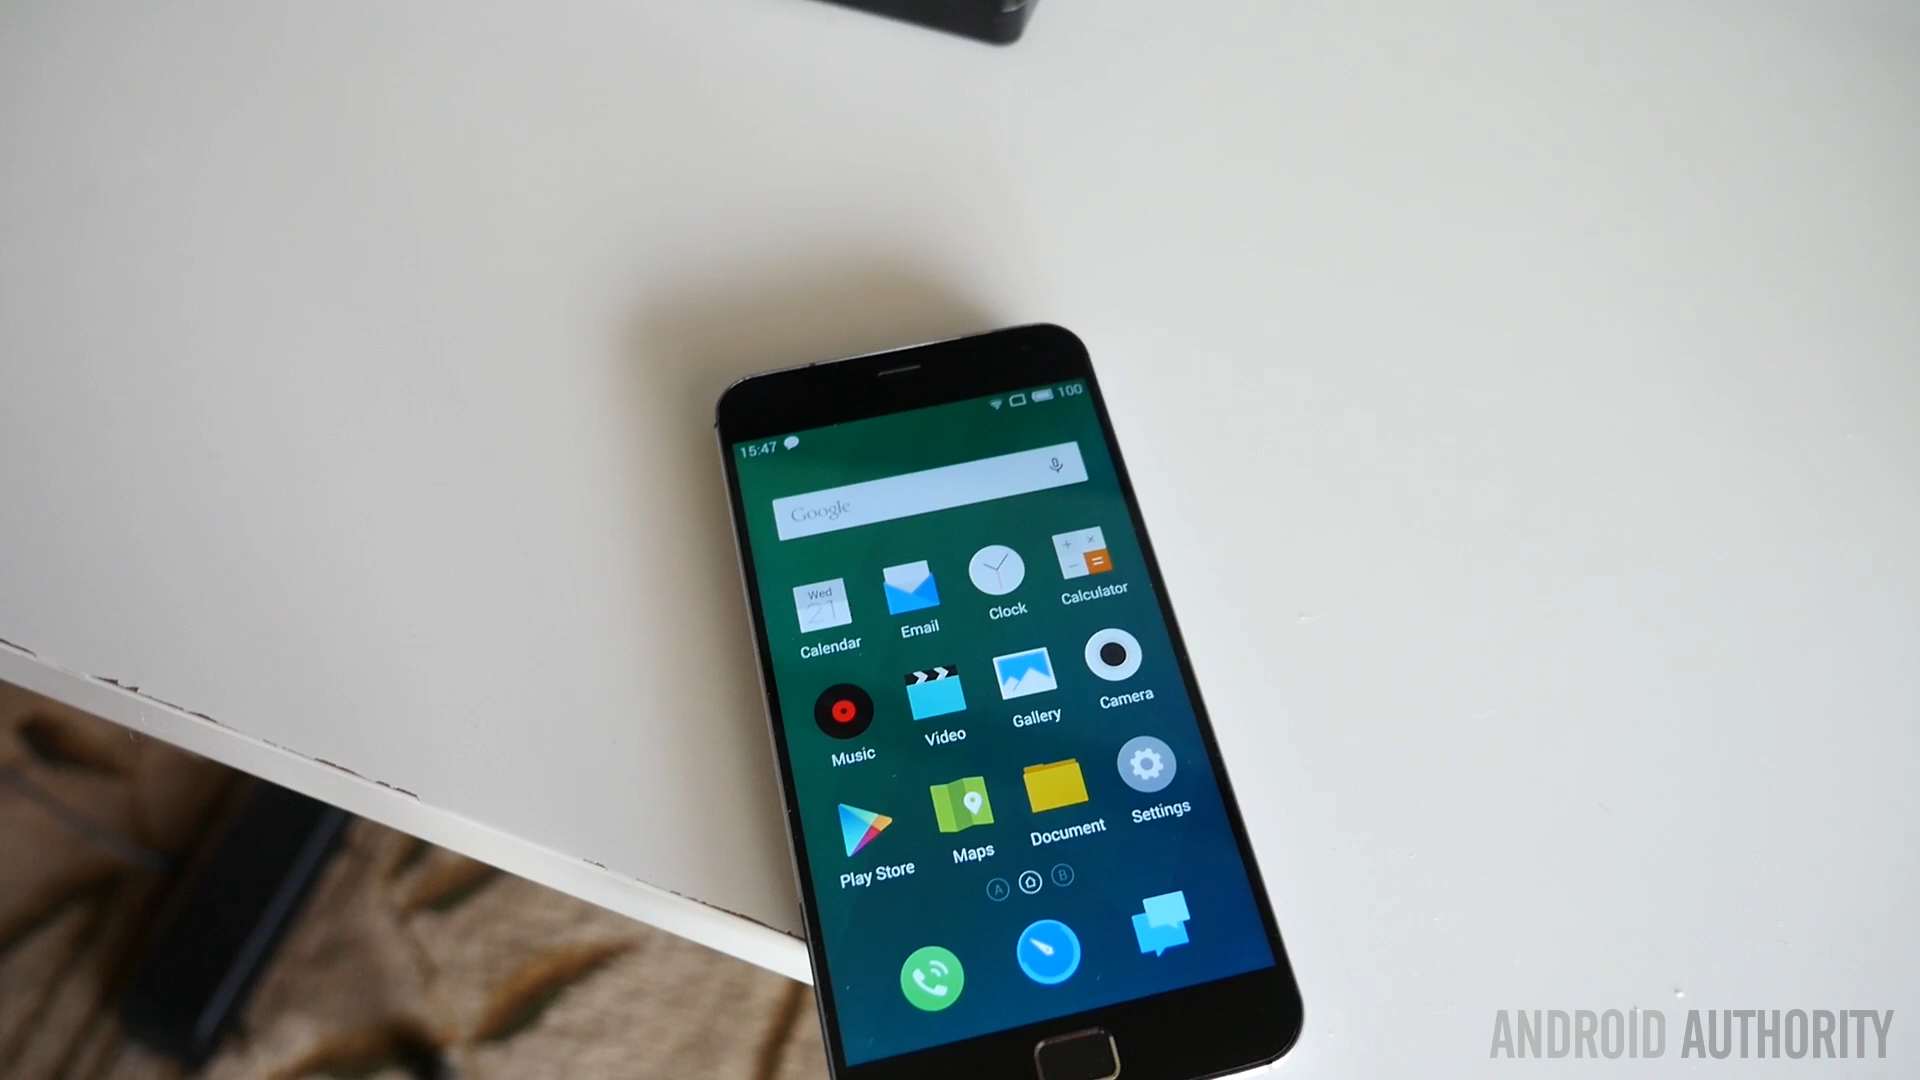 15:47 100
Google
Wed
21
Calendar Email Clock Calculator
Music Video Gallery Camera
Play Store Maps Document Settings
A B
ANDROID AUTHORITY